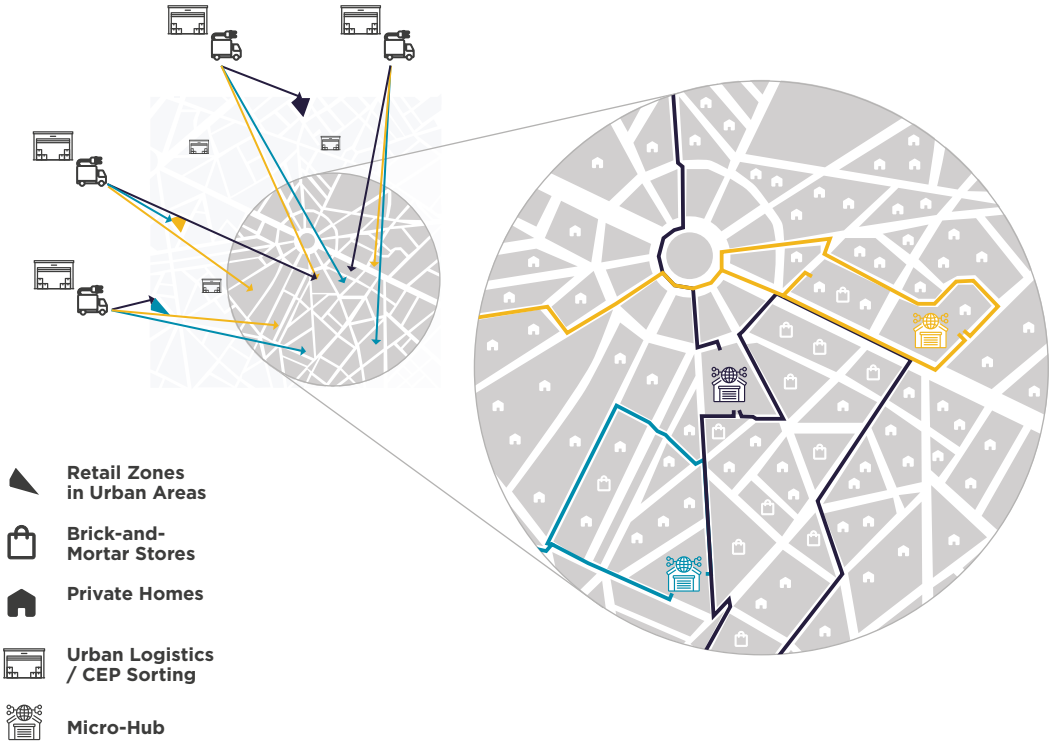 Retail Zones
in Urban Areas
Brick-and-
Mortar Stores
Private Homes
Urban Logistics
/ CEP Sorting
Micro-Hub